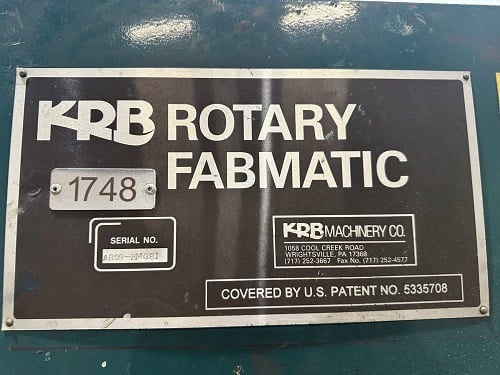 KRB ROTARY
FABMATIC
1748
SERIAL NO.
KRB MACHINERY CO.
1058 COOL CREEK ROAD
WRIGHTSVILLE, PA 17368
(717) 252-3667 Fax No. (717) 252-4577
COVERED BY U.S. PATENT NO. 5335708